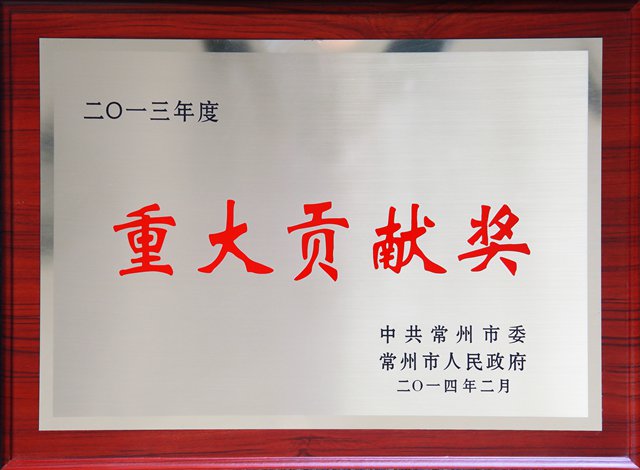 二〇一三年度
重大贡献奖
中共常州市委
常州市人民政府
二〇一四年二月